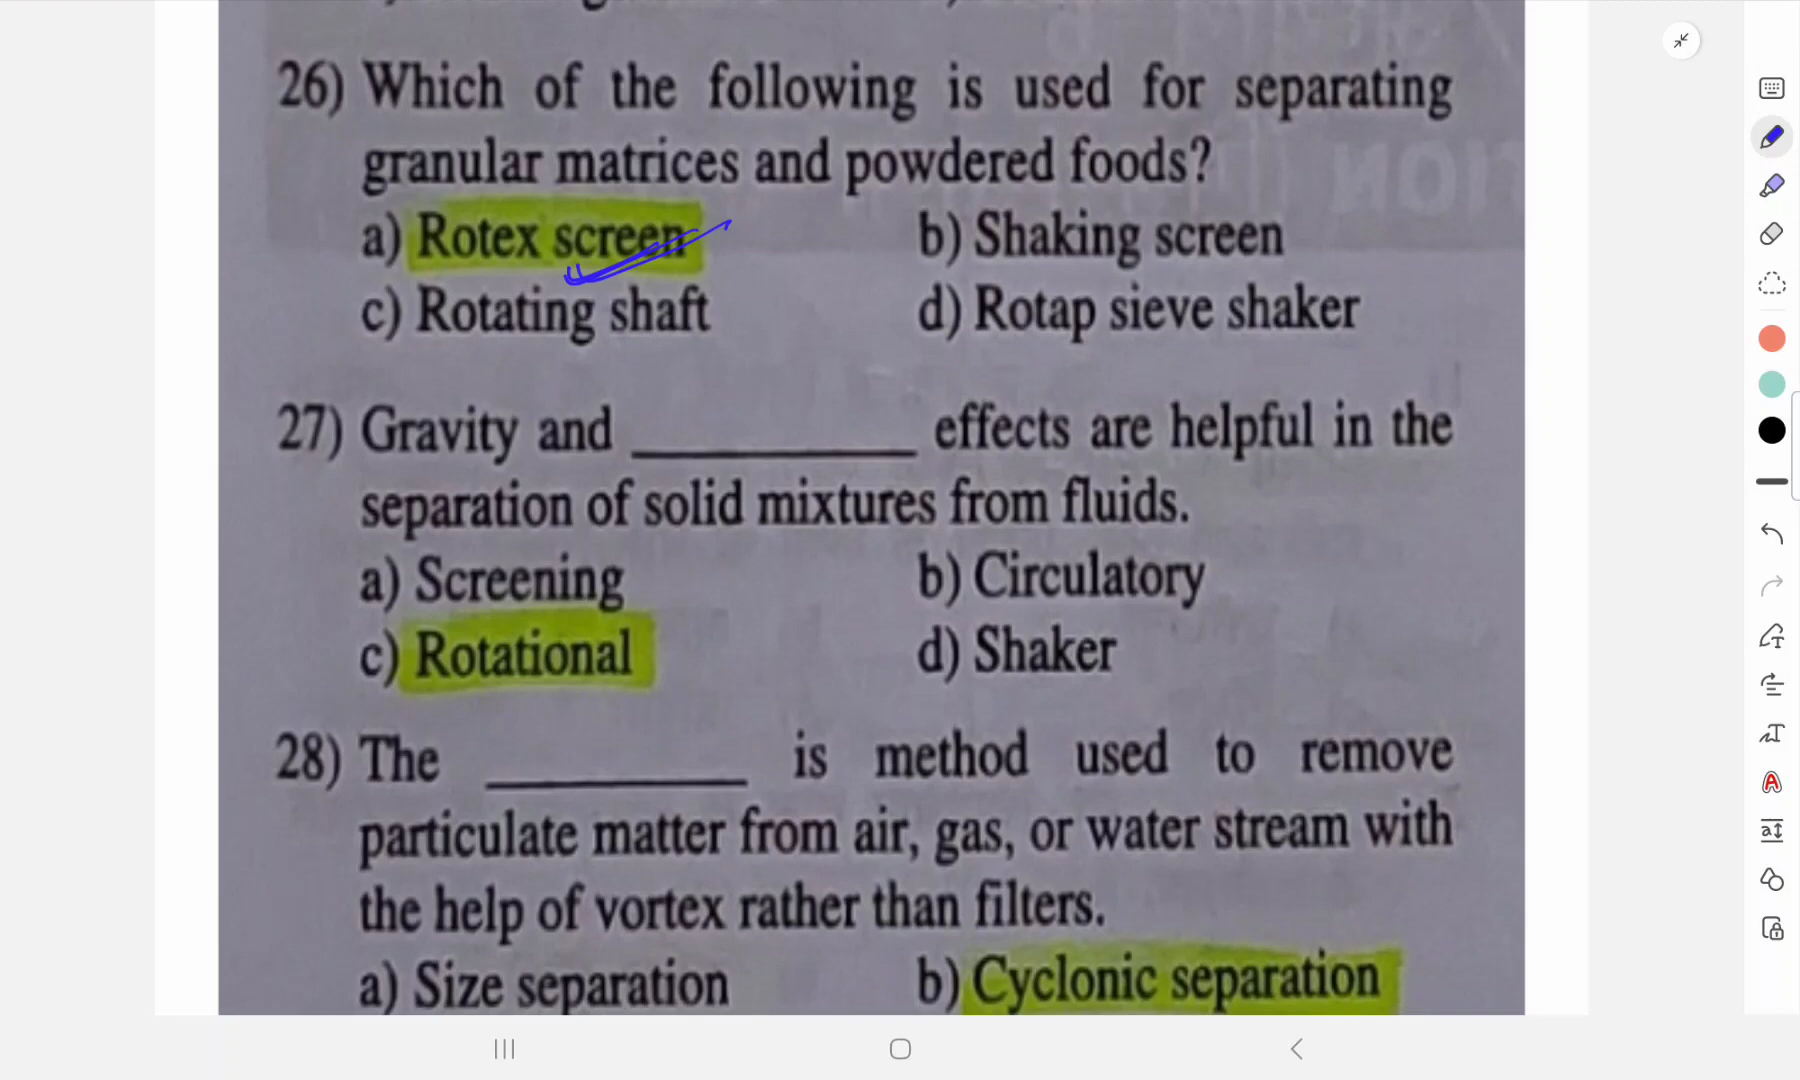 26) Which of the following is used for separating
granular matrices and powdered foods?
a) Rotex screen b) Shaking screen
c) Rotating shaft d) Rotap sieve shaker
27) Gravity and __________ effects are helpful in the
separation of solid mixtures from fluids.
a) Screening b) Circulatory
c) Rotational d) Shaker
28) The __________ is method used to remove
particulate matter from air, gas, or water stream with
the help of vortex rather than filters.
a) Size separation b) Cyclonic separation